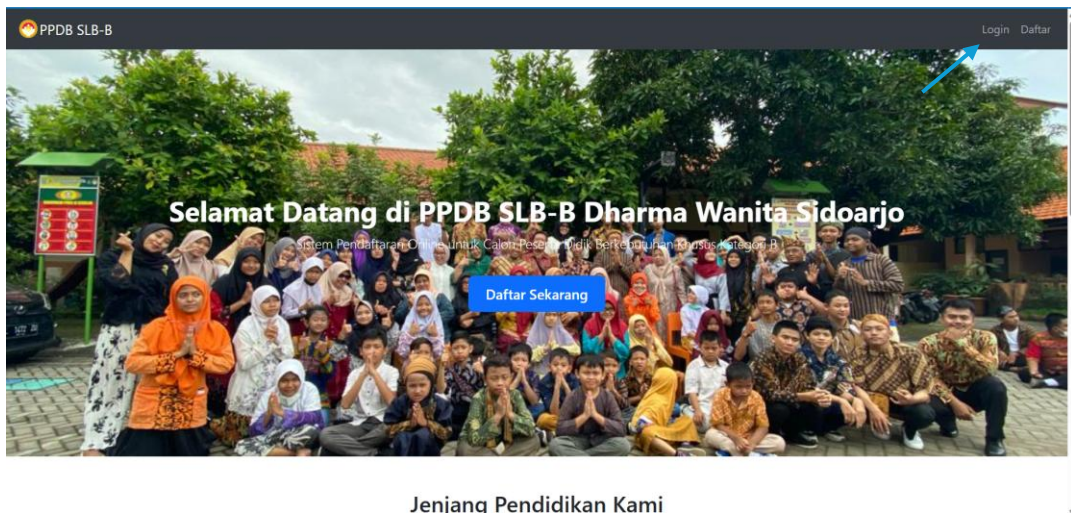 PPDB SLB-B
Login Daftar
Selamat Datang di PPDB SLB-B Dharma Wanita Sidoarjo
Sistem Pendaftaran Online untuk Calon Peserta Didik Berkebutuhan Khusus Kategori B
Daftar Sekarang
Jenjang Pendidikan Kami